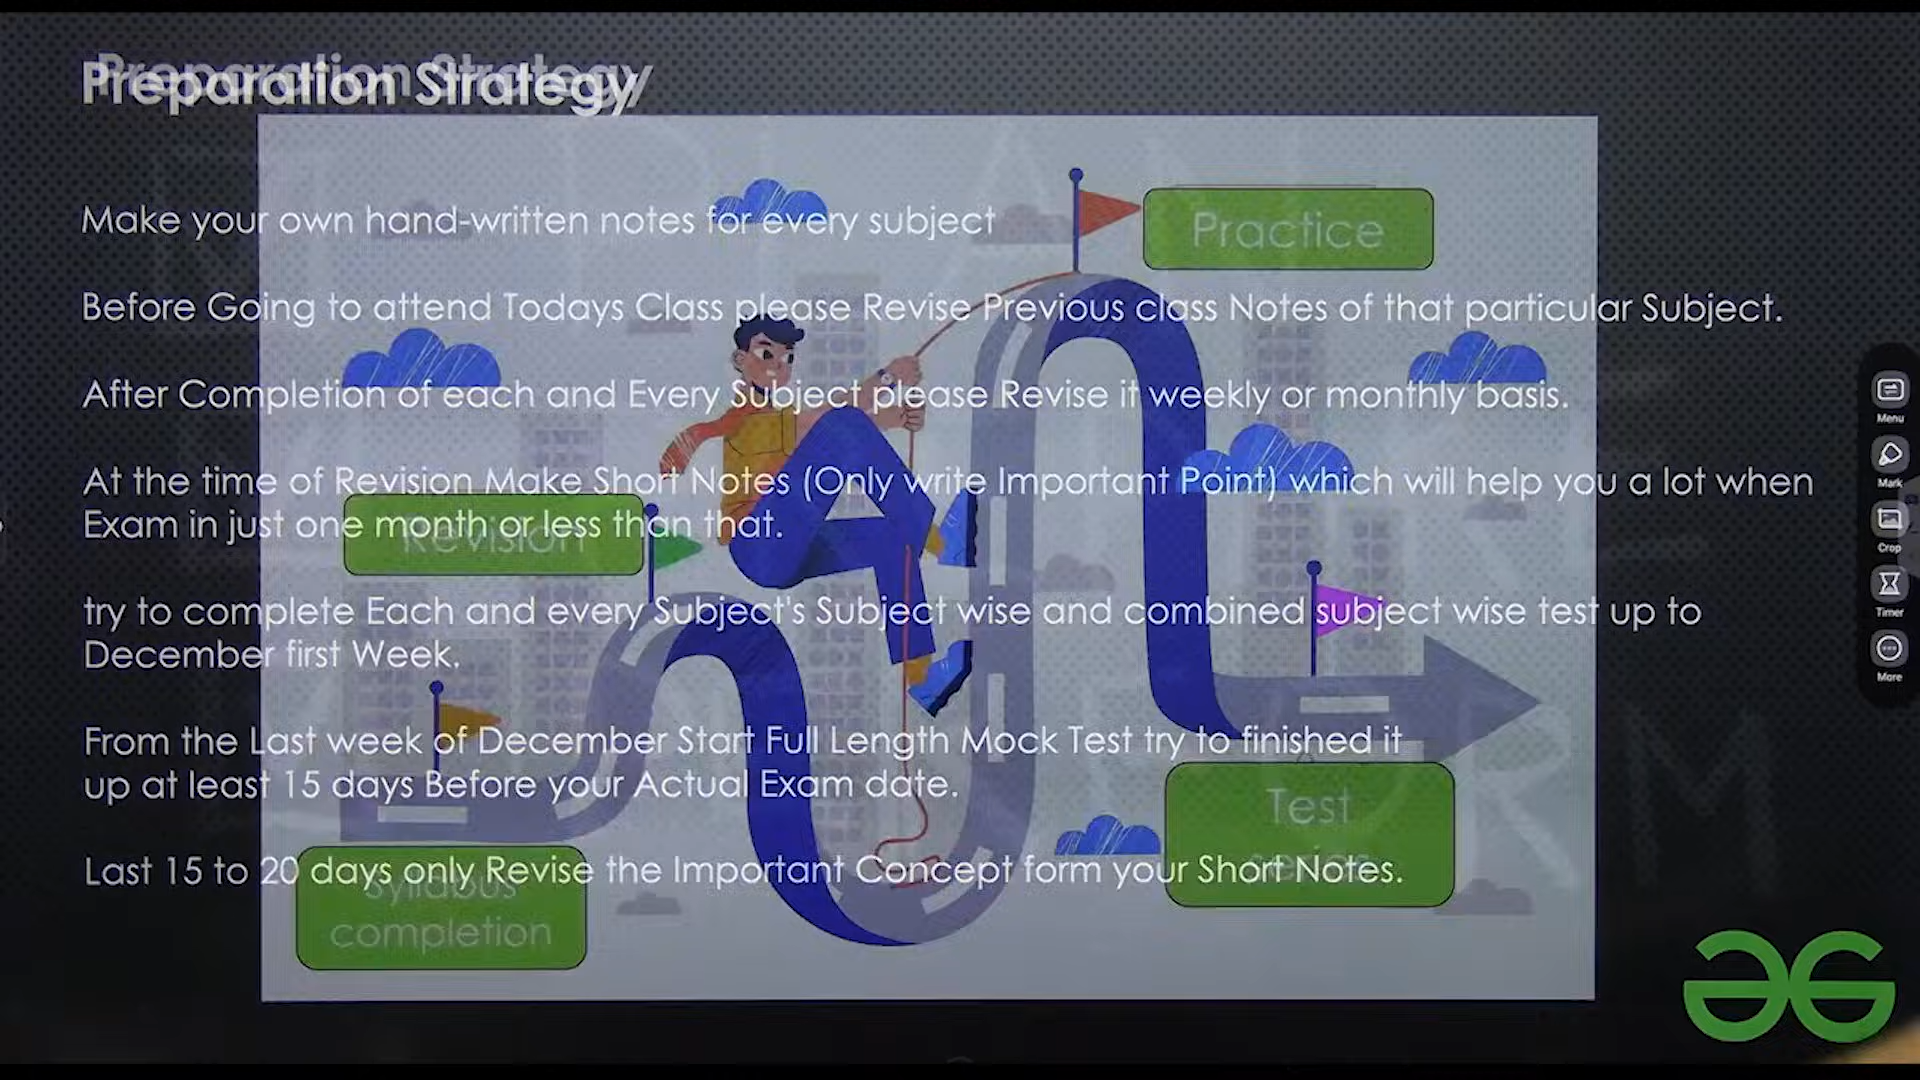 Preparation Strategy
Practice
Make your own hand-written notes for every subject
Before Going to attend Todays Class please Revise Previous class Notes of that particular Subject.
After Completion of each and Every Subject please Revise it weekly or monthly basis.
At the time of Revision Make Short Notes (Only write Important Point) which will help you a lot when
Exam in just one month or less than that.
Revision
try to complete Each and every Subject's Subject wise and combined subject wise test up to
December first Week.
From the Last week of December Start Full Length Mock Test try to finished it
up at least 15 days Before your Actual Exam date.
Test
series
Last 15 to 20 days only Revise the Important Concept form your Short Notes.
Syllabus
completion
Menu
Mark
Crop
Timer
More